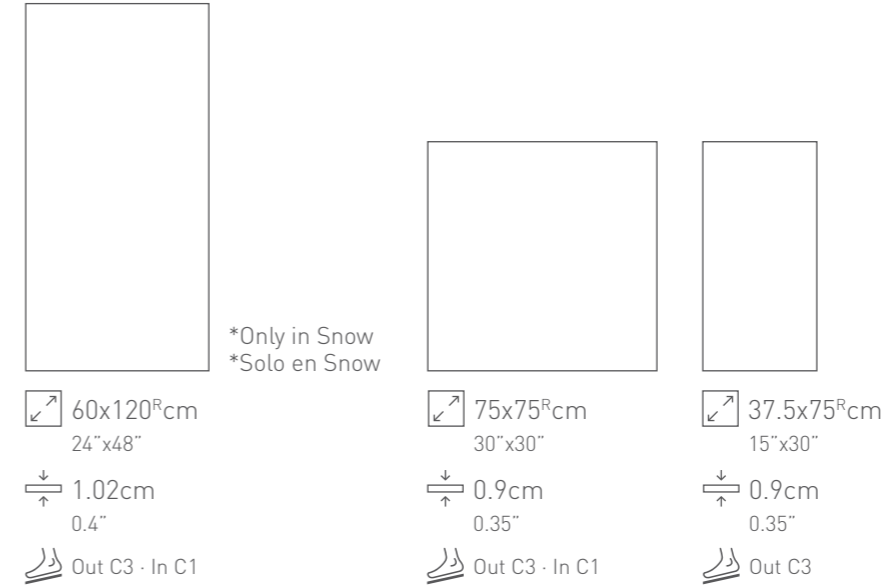 *Only in Snow
*Solo en Snow
60x120ᴿcm
24˝x48˝
1.02cm
0.4˝
Out C3 · In C1
75x75ᴿcm
30˝x30˝
0.9cm
0.35˝
Out C3 · In C1
37.5x75ᴿcm
15˝x30˝
0.9cm
0.35˝
Out C3